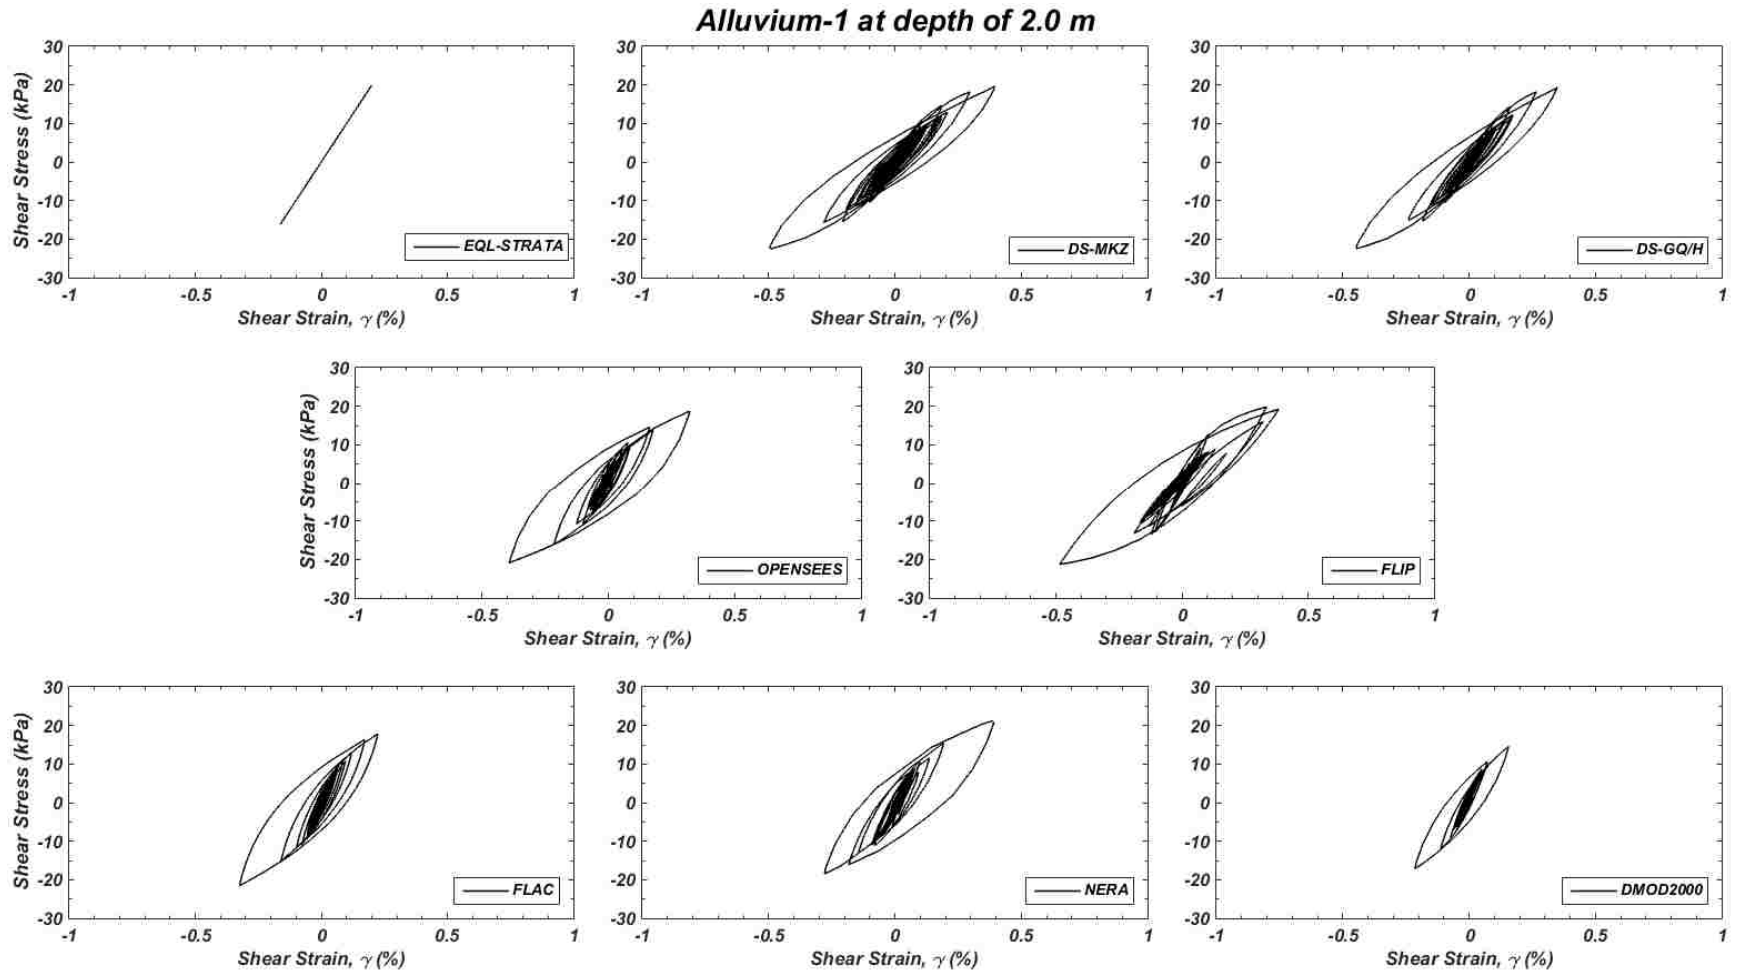 Alluvium-1 at depth of 2.0 m
30
20
10
0
-10
-20
-30
-1 -0.5 0 0.5 1
Shear Stress (kPa)
Shear Strain, γ (%)
EQL-STRATA
30
20
10
0
-10
-20
-30
-1 -0.5 0 0.5 1
Shear Strain, γ (%)
DS-MKZ
30
20
10
0
-10
-20
-30
-1 -0.5 0 0.5 1
Shear Strain, γ (%)
DS-GQ/H
30
20
10
0
-10
-20
-30
-1 -0.5 0 0.5 1
Shear Stress (kPa)
Shear Strain, γ (%)
OPENSEES
30
20
10
0
-10
-20
-30
-1 -0.5 0 0.5 1
Shear Strain, γ (%)
FLIP
30
20
10
0
-10
-20
-30
-1 -0.5 0 0.5 1
Shear Stress (kPa)
Shear Strain, γ (%)
FLAC
30
20
10
0
-10
-20
-30
-1 -0.5 0 0.5 1
Shear Strain, γ (%)
NERA
30
20
10
0
-10
-20
-30
-1 -0.5 0 0.5 1
Shear Strain, γ (%)
DMOD2000